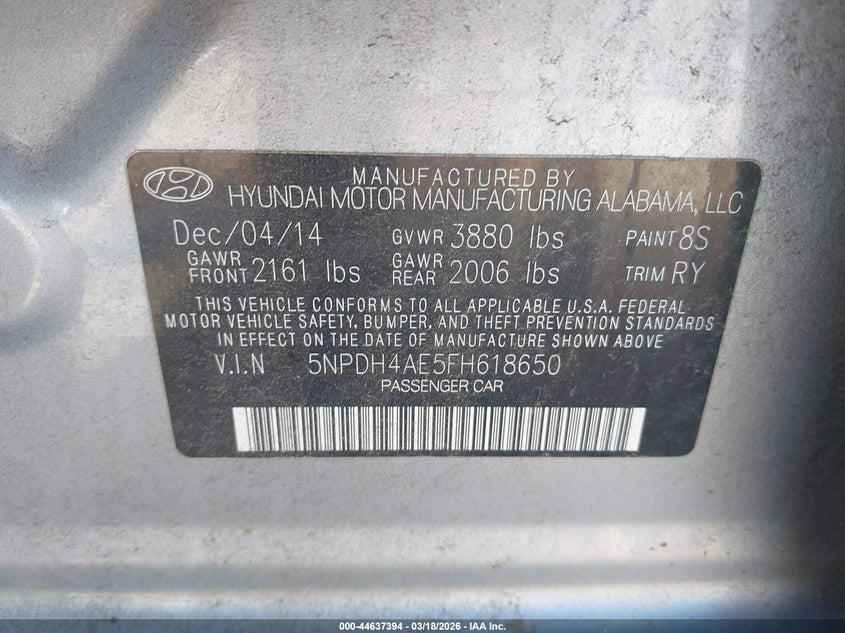 MANUFACTURED BY
HYUNDAI MOTOR MANUFACTURING ALABAMA, LLC
Dec/04/14 GVWR 3880 lbs PAINT 8S
GAWR FRONT 2161 lbs GAWR REAR 2006 lbs TRIM RY
THIS VEHICLE CONFORMS TO ALL APPLICABLE U.S.A. FEDERAL
MOTOR VEHICLE SAFETY, BUMPER, AND THEFT PREVENTION STANDARDS
IN EFFECT ON THE DATE OF MANUFACTURE SHOWN ABOVE
V.I.N 5NPDH4AE5FH618650
PASSENGER CAR
000-44637394 | 03/18/2026 | IAA Inc.